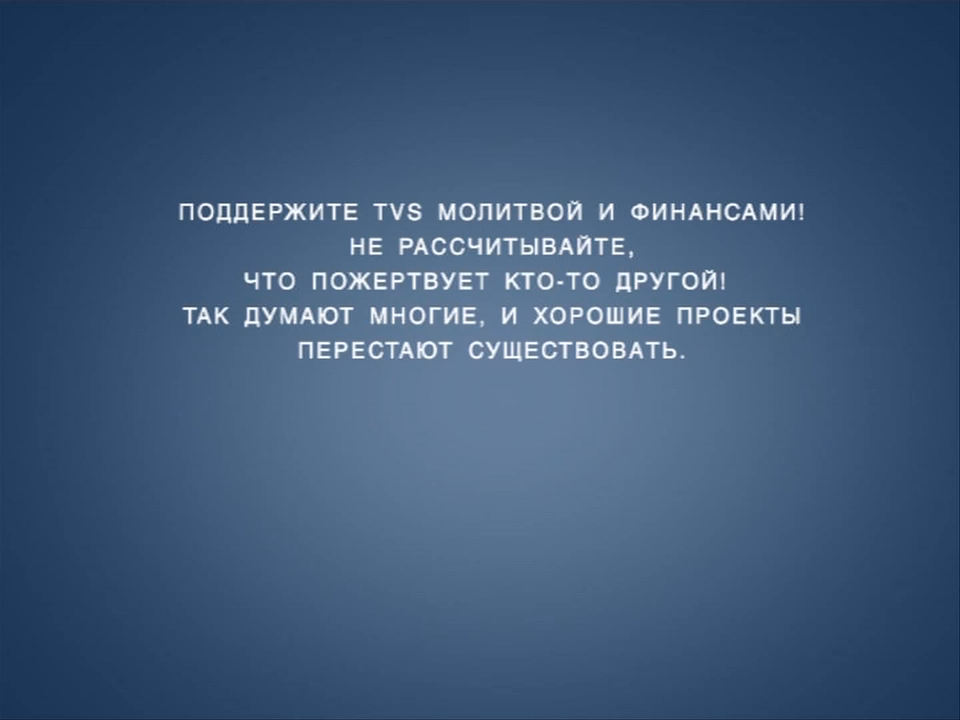 ПОДДЕРЖИТЕ TVS МОЛИТВОЙ И ФИНАНСАМИ!
НЕ РАССЧИТЫВАЙТЕ,
ЧТО ПОЖЕРТВУЕТ КТО-ТО ДРУГОЙ!
ТАК ДУМАЮТ МНОГИЕ, И ХОРОШИЕ ПРОЕКТЫ
ПЕРЕСТАЮТ СУЩЕСТВОВАТЬ.